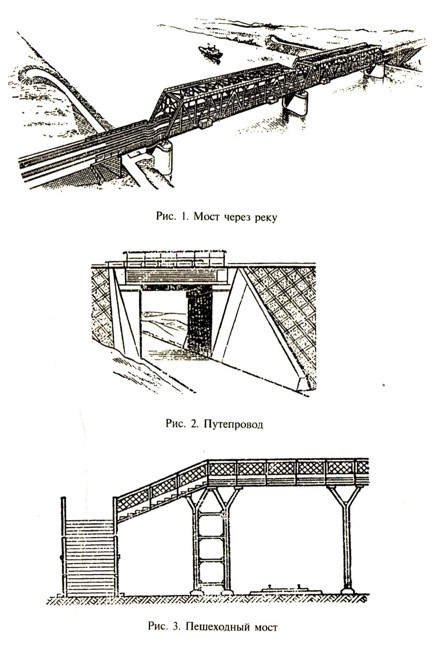 Рис. 1. Мост через реку
Рис. 2. Путепровод
Рис. 3. Пешеходный мост